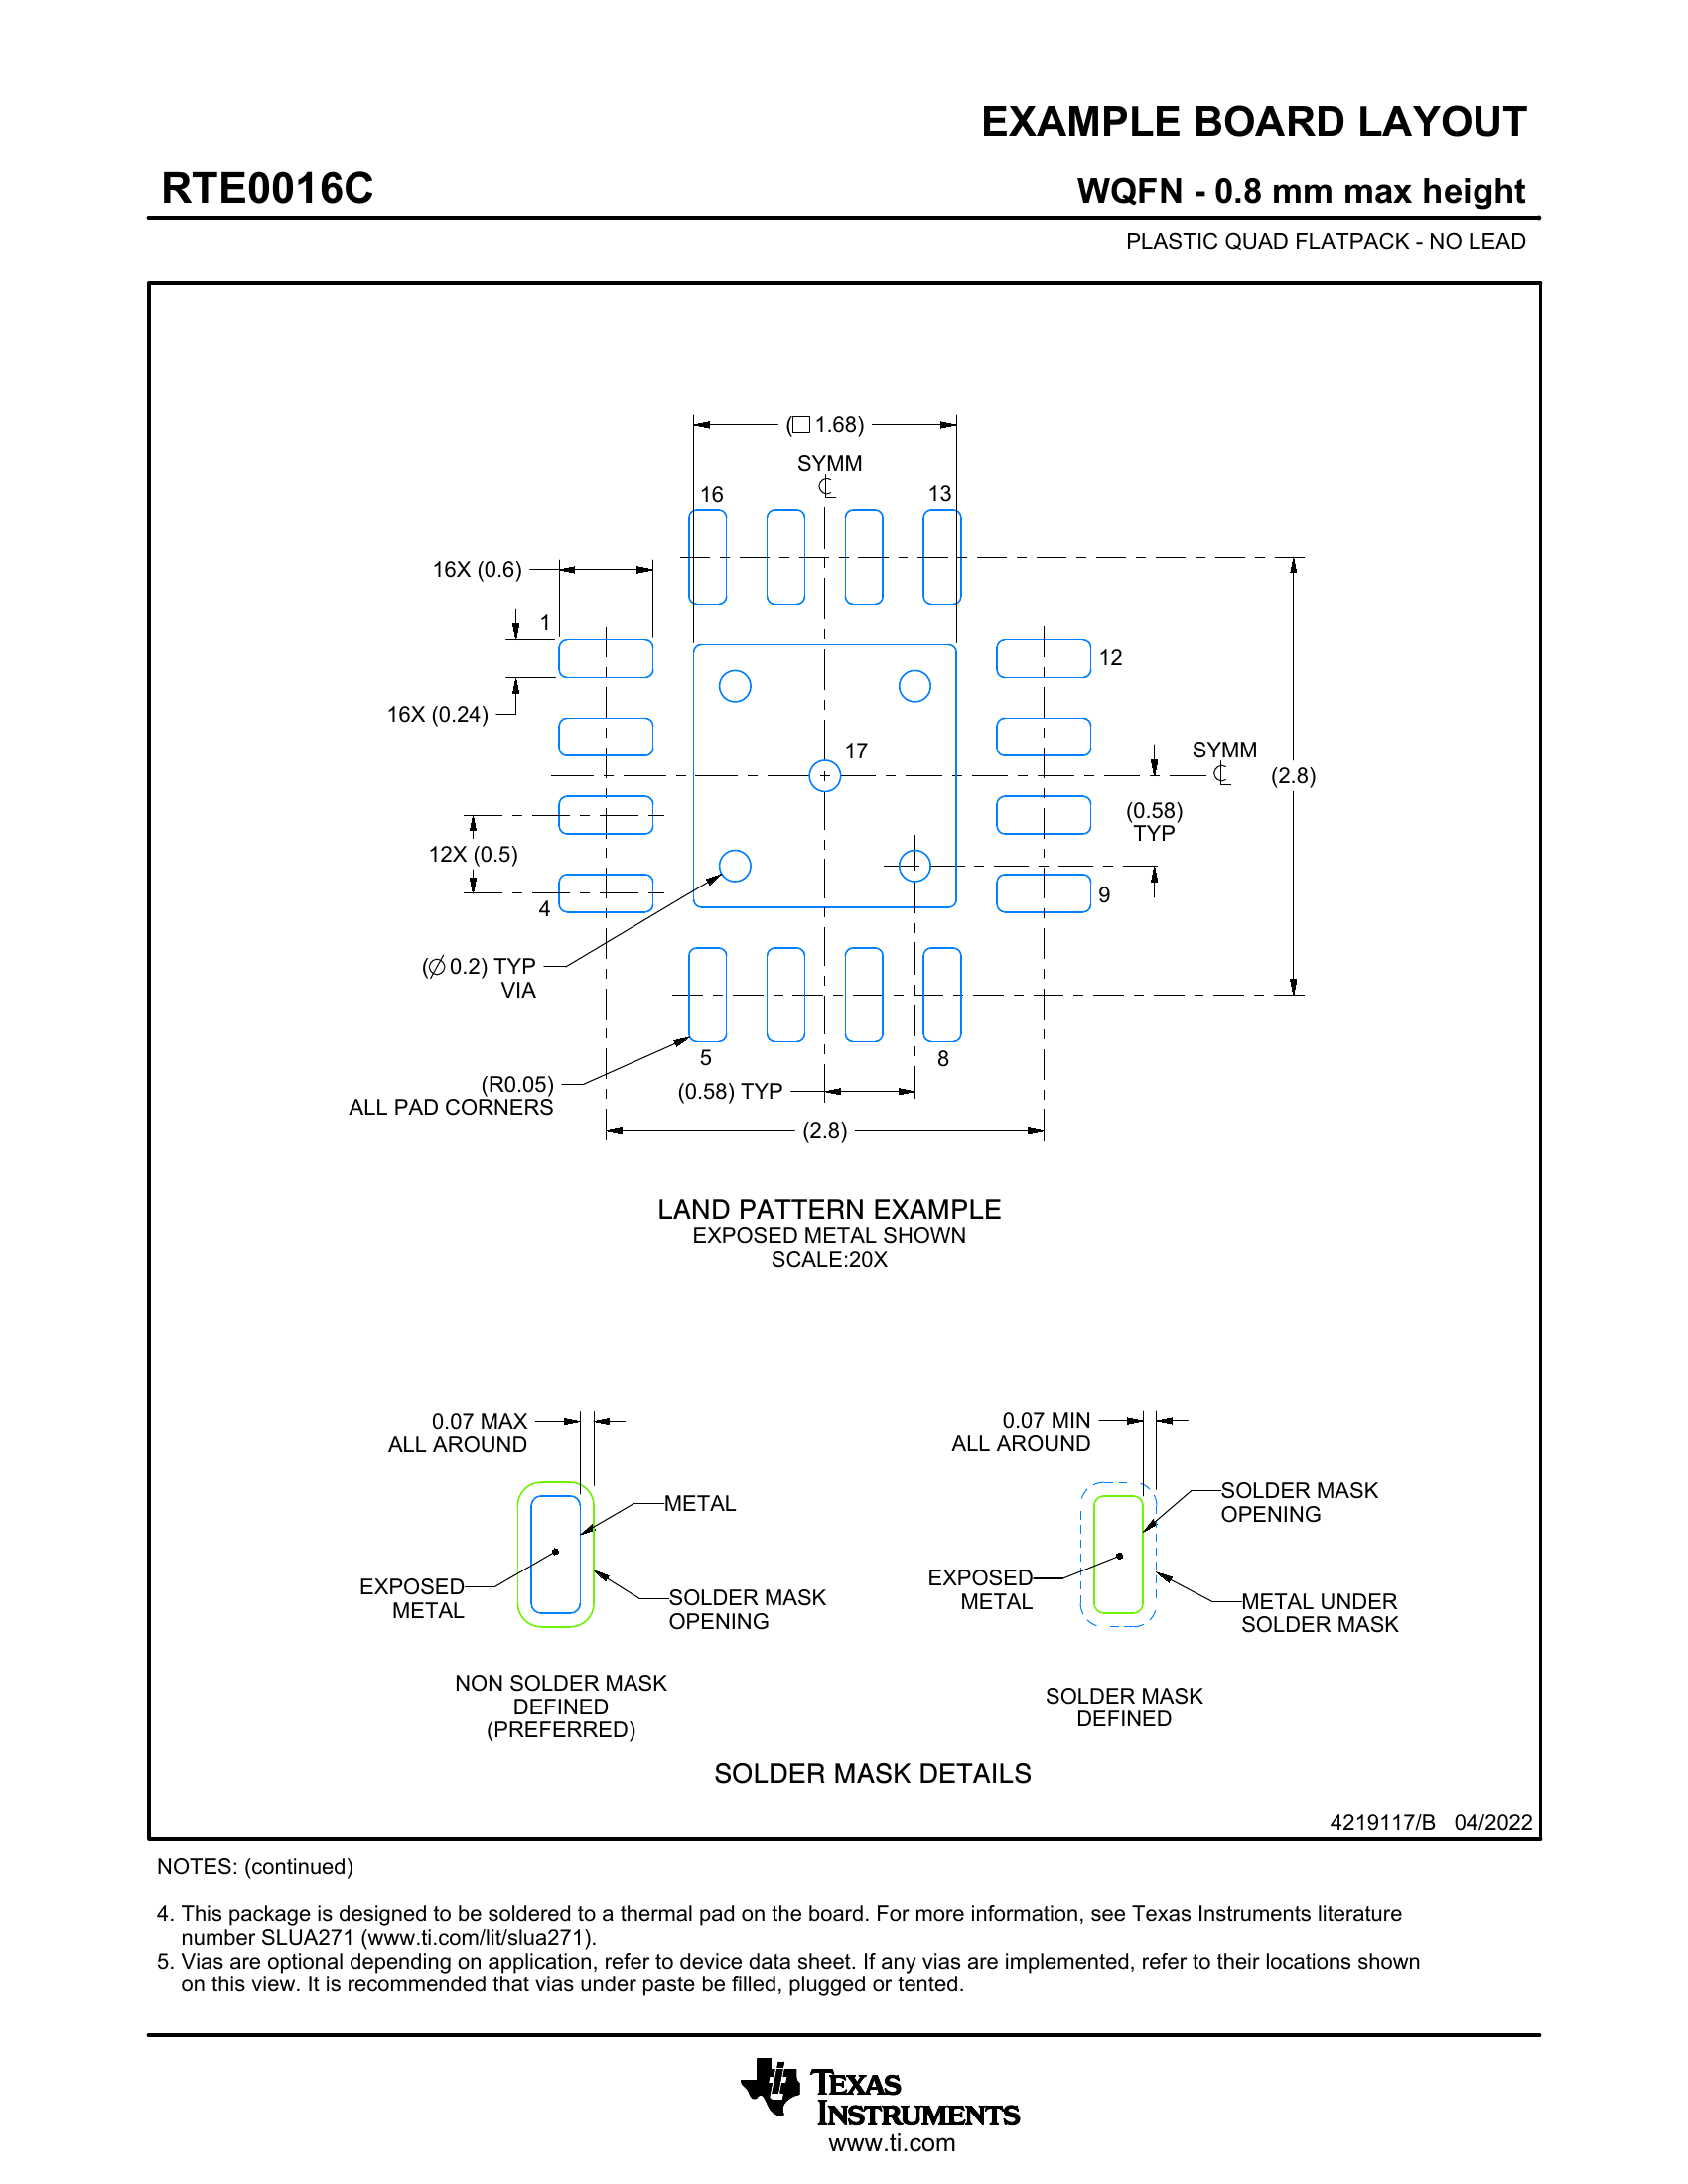 EXAMPLE BOARD LAYOUT
RTE0016C
WQFN - 0.8 mm max height
PLASTIC QUAD FLATPACK - NO LEAD
(□ 1.68)
SYMM
℄
16
13
16X (0.6)
1
12
16X (0.24)
17
SYMM
℄
(2.8)
(0.58)
TYP
12X (0.5)
4
9
(∅ 0.2) TYP
VIA
5
8
(R0.05)
ALL PAD CORNERS
(0.58) TYP
(2.8)
LAND PATTERN EXAMPLE
EXPOSED METAL SHOWN
SCALE:20X
0.07 MAX
ALL AROUND
METAL
EXPOSED
METAL
SOLDER MASK
OPENING
NON SOLDER MASK
DEFINED
(PREFERRED)
0.07 MIN
ALL AROUND
SOLDER MASK
OPENING
EXPOSED
METAL
METAL UNDER
SOLDER MASK
SOLDER MASK
DEFINED
SOLDER MASK DETAILS
4219117/B 04/2022
NOTES: (continued)
4. This package is designed to be soldered to a thermal pad on the board. For more information, see Texas Instruments literature
number SLUA271 (www.ti.com/lit/slua271).
5. Vias are optional depending on application, refer to device data sheet. If any vias are implemented, refer to their locations shown
on this view. It is recommended that vias under paste be filled, plugged or tented.
TEXAS
INSTRUMENTS
www.ti.com